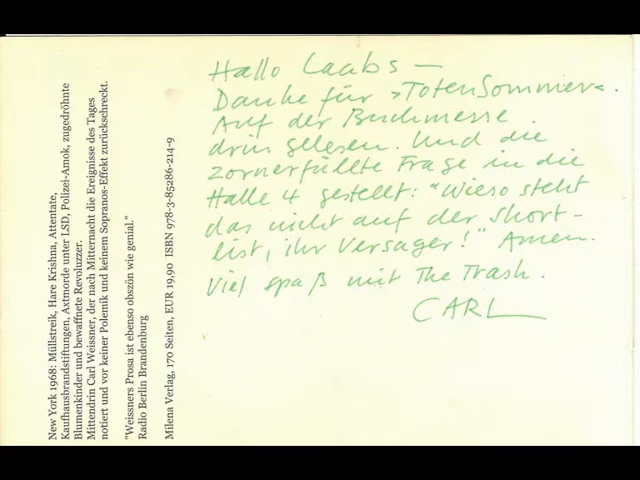 Hallo Laabs —
Danke für >TotenSommer<.
Auf der Buchmesse
drin gelesen. Und die
zornerfüllte Frage in die
Halle 4 gestellt: "Wieso steht
das nicht auf der Short-
list, ihr Versager!" Amen.
Viel Spaß mit The Trash.
CARL
New York 1968: Müllstreik, Hare Krishna, Attentate,
Kaufhausbrandstiftungen, Axtmorde unter LSD, Polizei-Amok, zugedröhnte
Blumenkinder und bewaffnete Revoluzzer.
Mittendrin Carl Weissner, der nach Mitternacht die Ereignisse des Tages
notiert und vor keiner Polemik und keinem Sopranos-Effekt zurückschreckt.
"Weissners Prosa ist ebenso obszön wie genial."
Radio Berlin Brandenburg
Milena Verlag, 170 Seiten, EUR 19,90 ISBN 978-3-85286-214-9